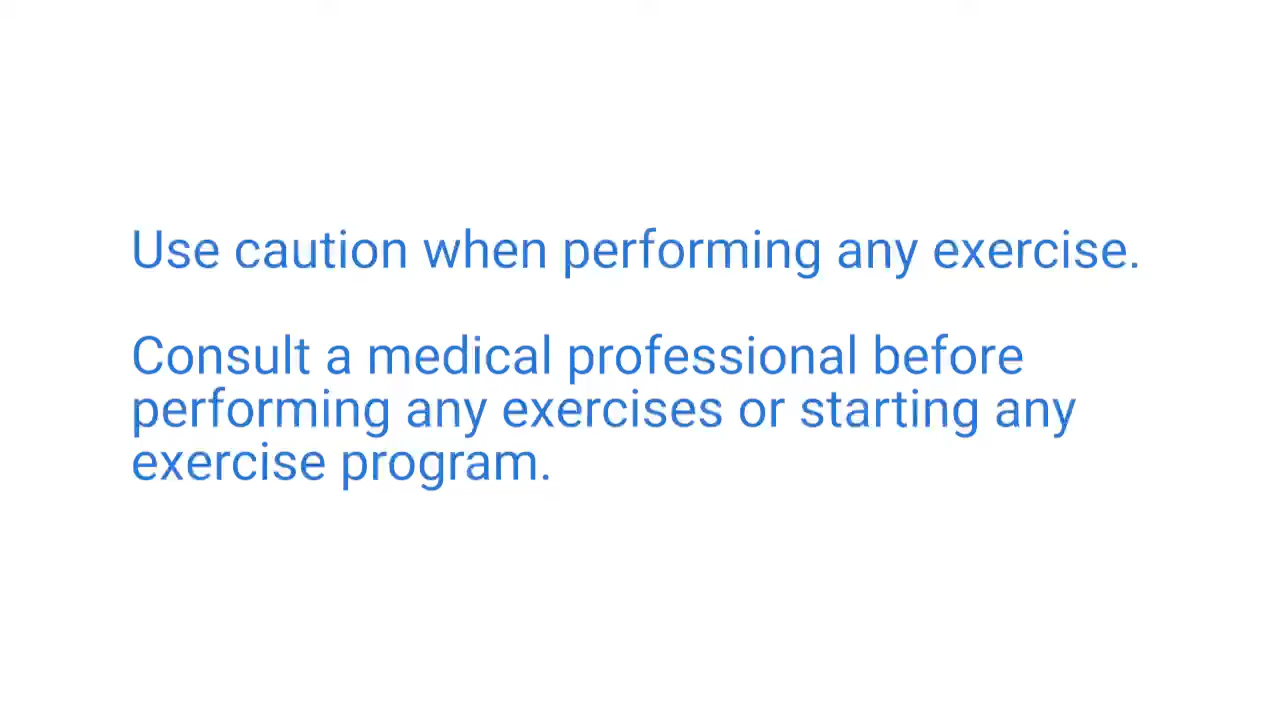 Use caution when performing any exercise.
Consult a medical professional before
performing any exercises or starting any
exercise program.